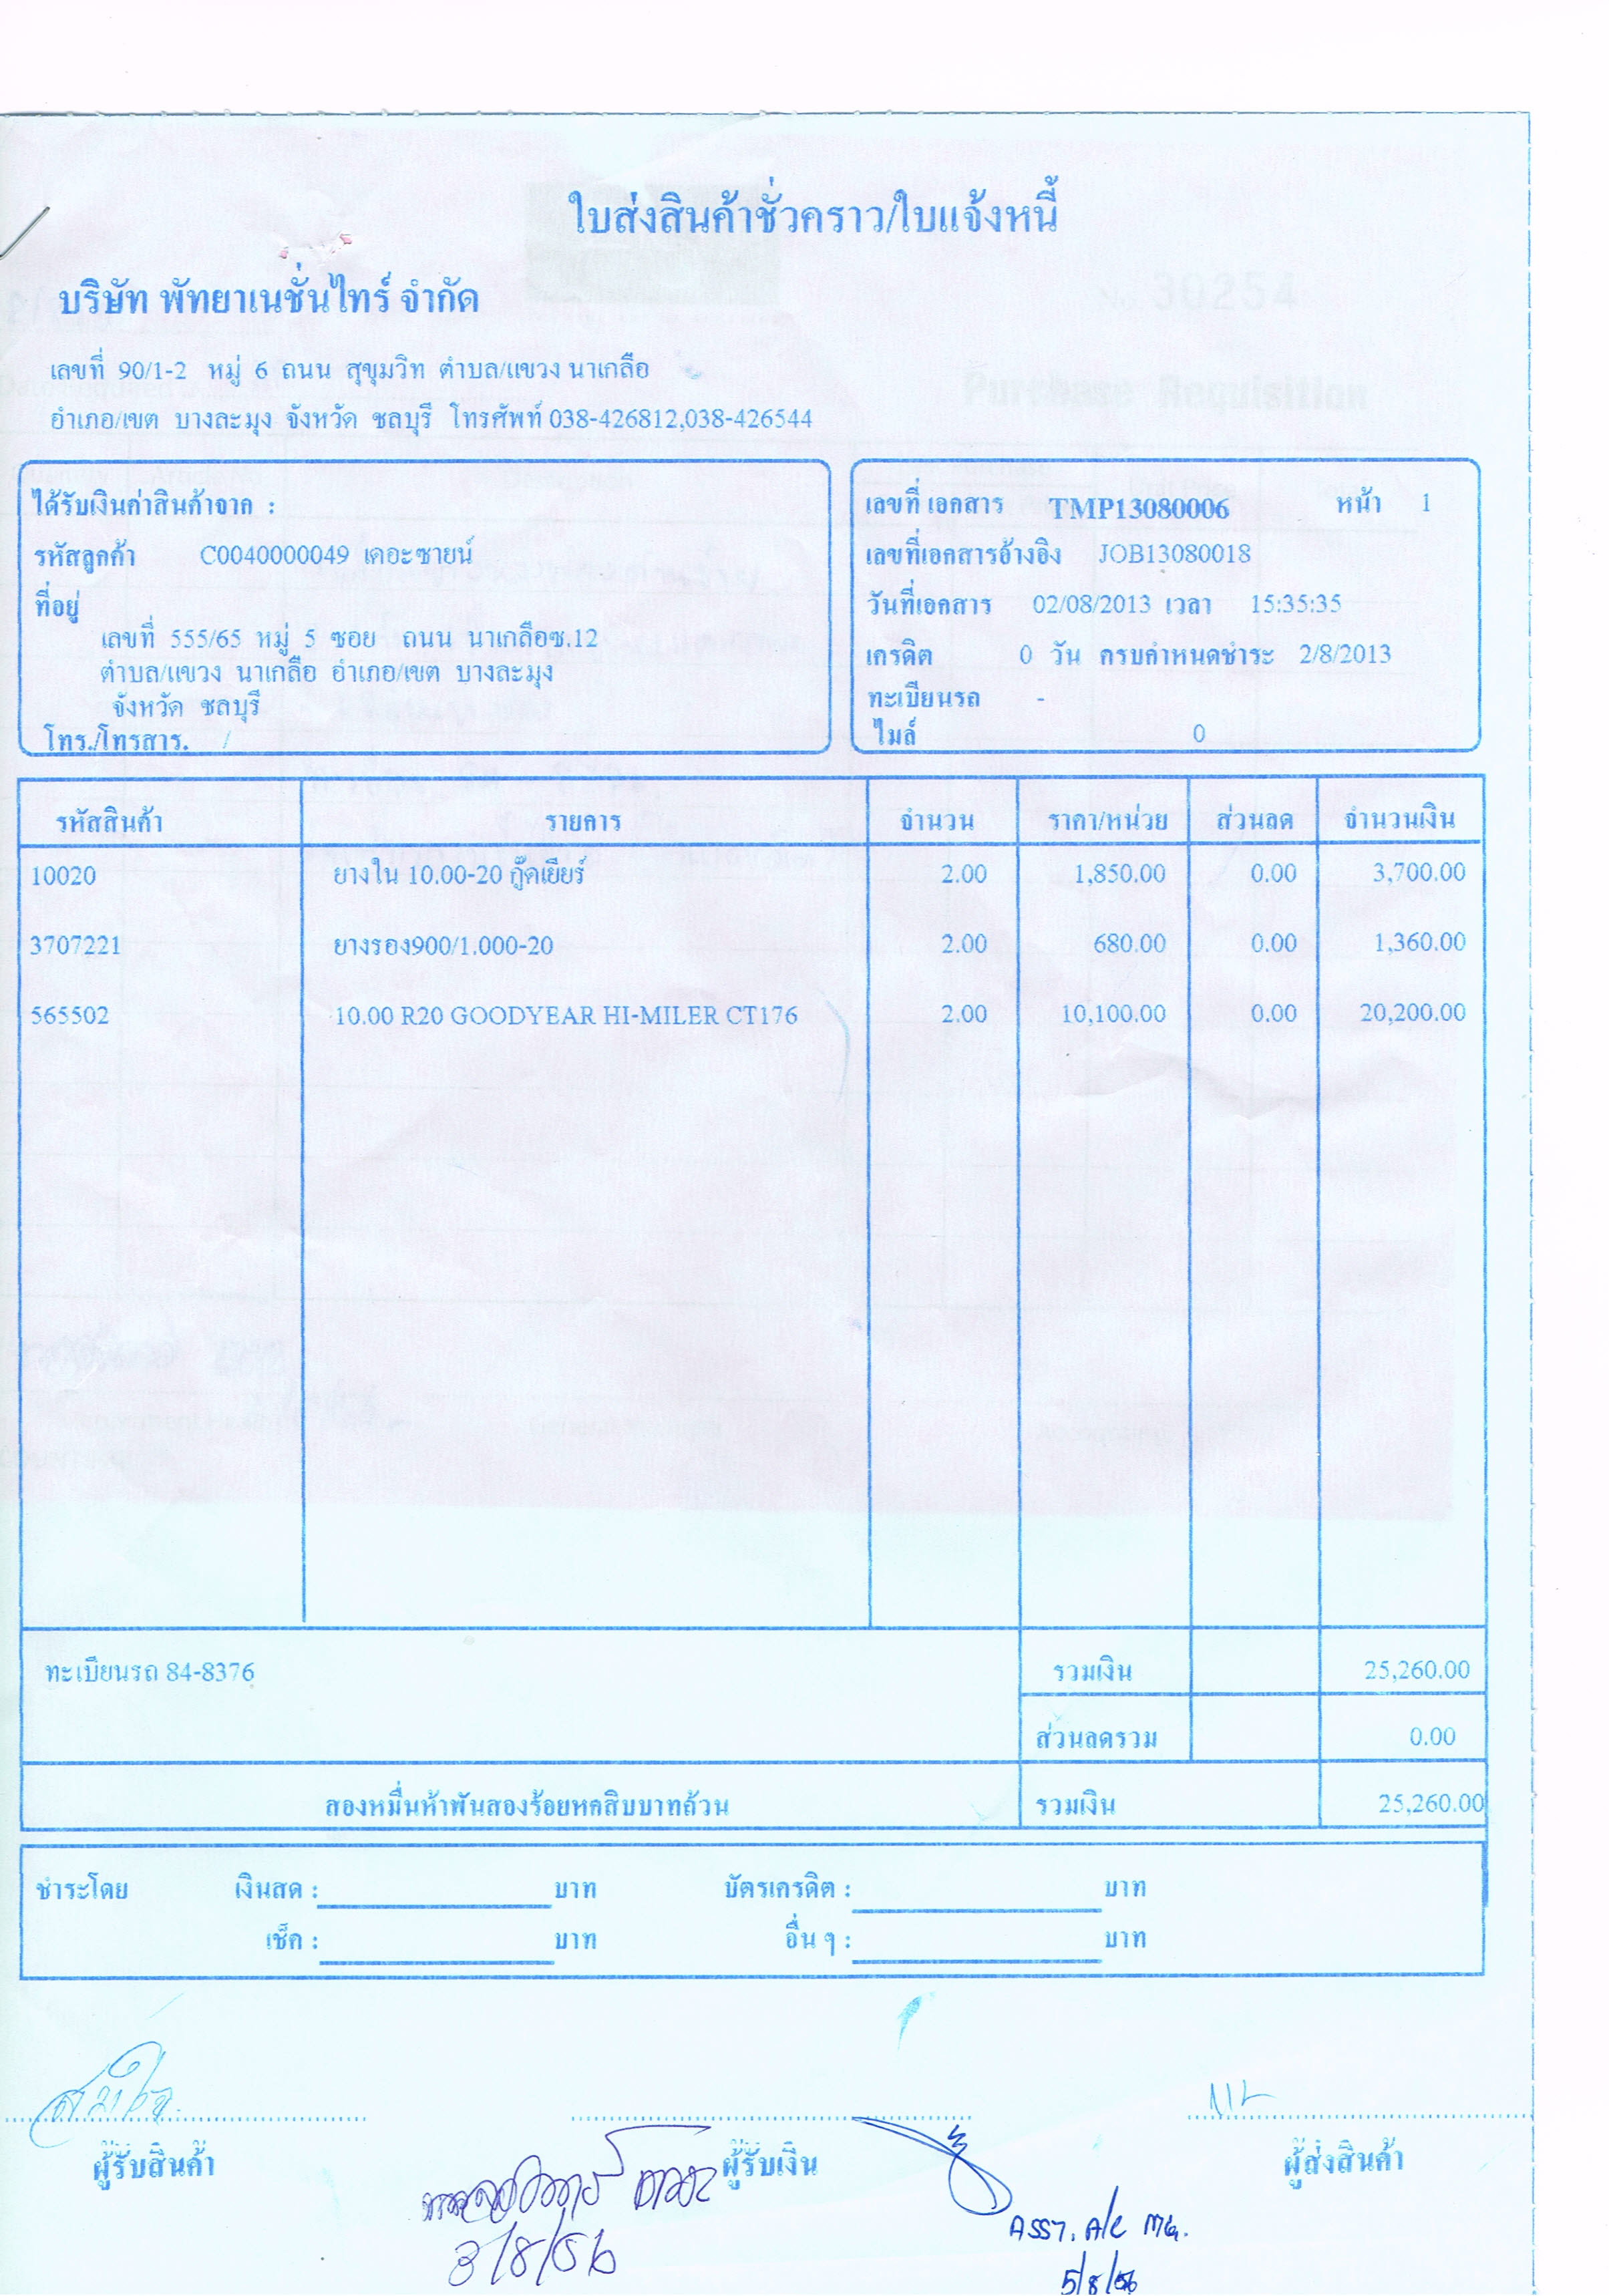 ใบส่งสินค้าชั่วคราว/ใบแจ้งหนี้
บริษัท พัทยาเนชั่นไทร์ จำกัด
เลขที่ 90/1-2 หมู่ 6 ถนน สุขุมวิท ตำบล/แขวง นาเกลือ
อำเภอ/เขต บางละมุง จังหวัด ชลบุรี โทรศัพท์ 038-426812,038-426544
ได้รับเงินค่าสินค้าจาก :
รหัสลูกค้า C0040000049 เดอะซายน์
ที่อยู่
เลขที่ 555/65 หมู่ 5 ซอย ถนน นาเกลือซ.12
ตำบล/แขวง นาเกลือ อำเภอ/เขต บางละมุง
จังหวัด ชลบุรี
โทร./โทรสาร. /
เลขที่ เอกสาร TMP13080006 หน้า 1
เลขที่เอกสารอ้างอิง JOB13080018
วันที่เอกสาร 02/08/2013 เวลา 15:35:35
เครดิต 0 วัน ครบกำหนดชำระ 2/8/2013
ทะเบียนรถ -
ไมล์ 0
รหัสสินค้า รายการ จำนวน ราคา/หน่วย ส่วนลด จำนวนเงิน
10020 ยางใน 10.00-20 กู๊ดเยียร์ 2.00 1,850.00 0.00 3,700.00
3707221 ยางรอง900/1.000-20 2.00 680.00 0.00 1,360.00
565502 10.00 R20 GOODYEAR HI-MILER CT176 2.00 10,100.00 0.00 20,200.00
ทะเบียนรถ 84-8376 รวมเงิน 25,260.00
ส่วนลดรวม 0.00
สองหมื่นห้าพันสองร้อยหกสิบบาทถ้วน รวมเงิน 25,260.00
ชำระโดย เงินสด : บาท บัตรเครดิต : บาท
เช็ค : บาท อื่น ๆ : บาท
สมใจ
ผู้รับสินค้า ผู้รับเงิน ผู้ส่งสินค้า
3/8/56
ASST. A/C MG.
5/8/56